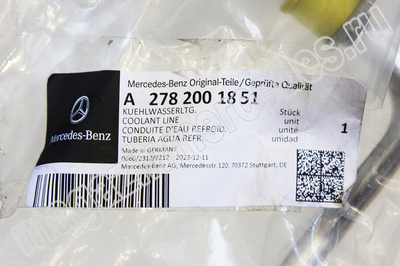 Mercedes-Benz Original-Teile/Geprüfte Qualität
A 278 200 18 51
Mercedes-Benz
KUEHLWASSERLTG. Stück
COOLANT LINE unit
CONDUITE D'EAU REFROID. unité 1
TUBERIA AGUA REFR. unidad
Made in GERMANY
2023-12-11
Mercedes-Benz AG, Mercedesstr. 120, 70372 Stuttgart, DE